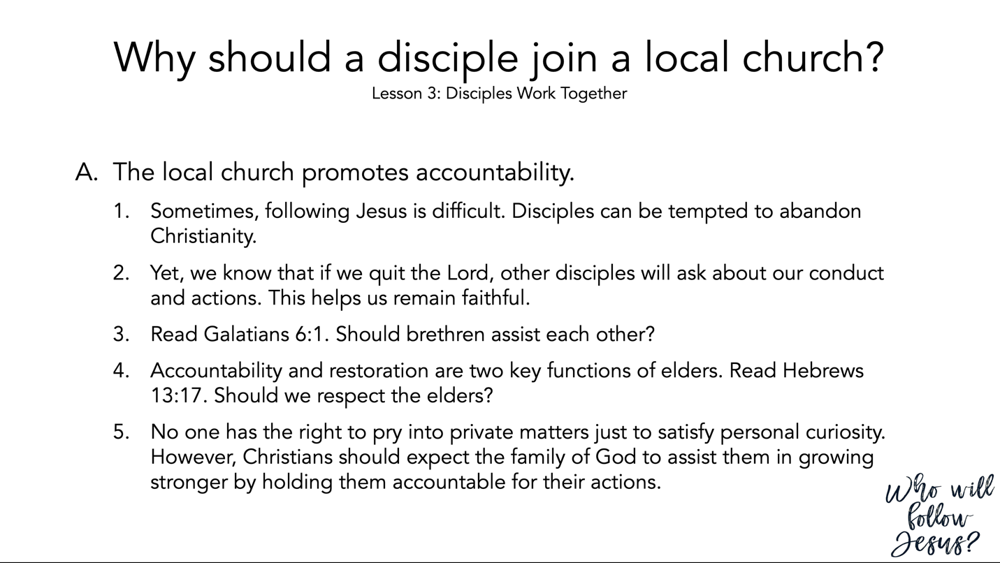 Why should a disciple join a local church?
Lesson 3: Disciples Work Together
A. The local church promotes accountability.
1. Sometimes, following Jesus is difficult. Disciples can be tempted to abandon
Christianity.
2. Yet, we know that if we quit the Lord, other disciples will ask about our conduct
and actions. This helps us remain faithful.
3. Read Galatians 6:1. Should brethren assist each other?
4. Accountability and restoration are two key functions of elders. Read Hebrews
13:17. Should we respect the elders?
5. No one has the right to pry into private matters just to satisfy personal curiosity.
However, Christians should expect the family of God to assist them in growing
stronger by holding them accountable for their actions.
Who will
follow
Jesus?